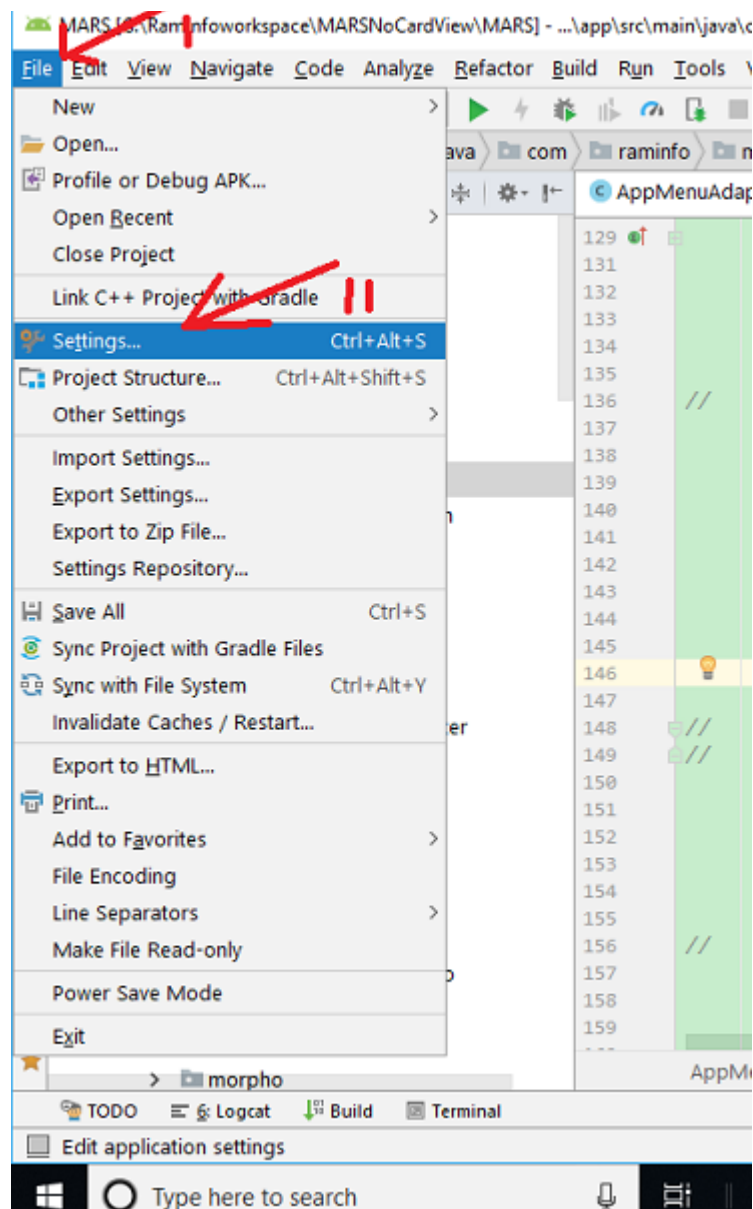 MARS [G:\Raminfoworkspace\MARSNoCardView\MARS] - ...\app\src\main\java\c
I
File Edit View Navigate Code Analyze Refactor Build Run Tools
New
Open...
java com raminfo m
Profile or Debug APK...
AppMenuAdap
Open Recent
Close Project
Link C++ Project with Gradle
II
Settings... Ctrl+Alt+S
Project Structure... Ctrl+Alt+Shift+S
Other Settings
Import Settings...
Export Settings...
Export to Zip File...
Settings Repository...
Save All Ctrl+S
Sync Project with Gradle Files
Sync with File System Ctrl+Alt+Y
Invalidate Caches / Restart...
Export to HTML...
Print...
Add to Favorites
File Encoding
Line Separators
Make File Read-only
Power Save Mode
Exit
129
131
132
133
134
135
136 //
137
138
139
140
141
142
143
144
145
146
147
148 //
149 //
150
151
152
153
154
155
156 //
157
158
159
er
morpho
AppMe
TODO 6: Logcat Build Terminal
Edit application settings
Type here to search